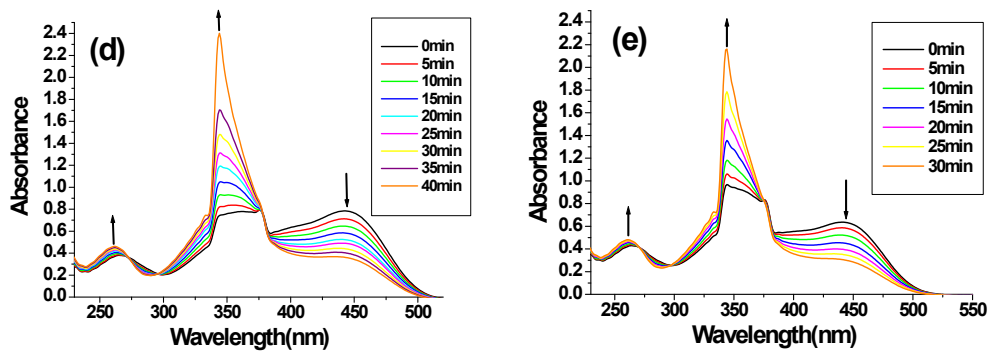 (d)
Absorbance
2.4
2.2
2.0
1.8
1.6
1.4
1.2
1.0
0.8
0.6
0.4
0.2
0.0
250 300 350 400 450 500
Wavelength(nm)
0min
5min
10min
15min
20min
25min
30min
35min
40min
(e)
Absorbance
2.4
2.2
2.0
1.8
1.6
1.4
1.2
1.0
0.8
0.6
0.4
0.2
0.0
250 300 350 400 450 500 550
Wavelength(nm)
0min
5min
10min
15min
20min
25min
30min